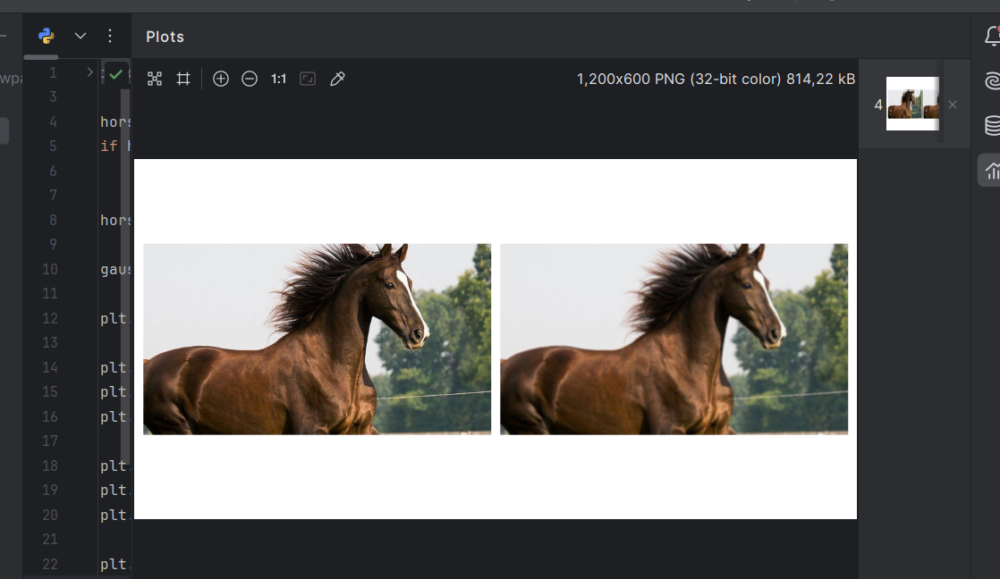 Plots
1:1
1,200x600 PNG (32-bit color) 814,22 kB
4
1
3
4 hors
5 if h
6
7
8 hors
9
10 gaus
11
12 plt.
13
14 plt.
15 plt.
16 plt.
17
18 plt.
19 plt.
20 plt.
21
22 plt.